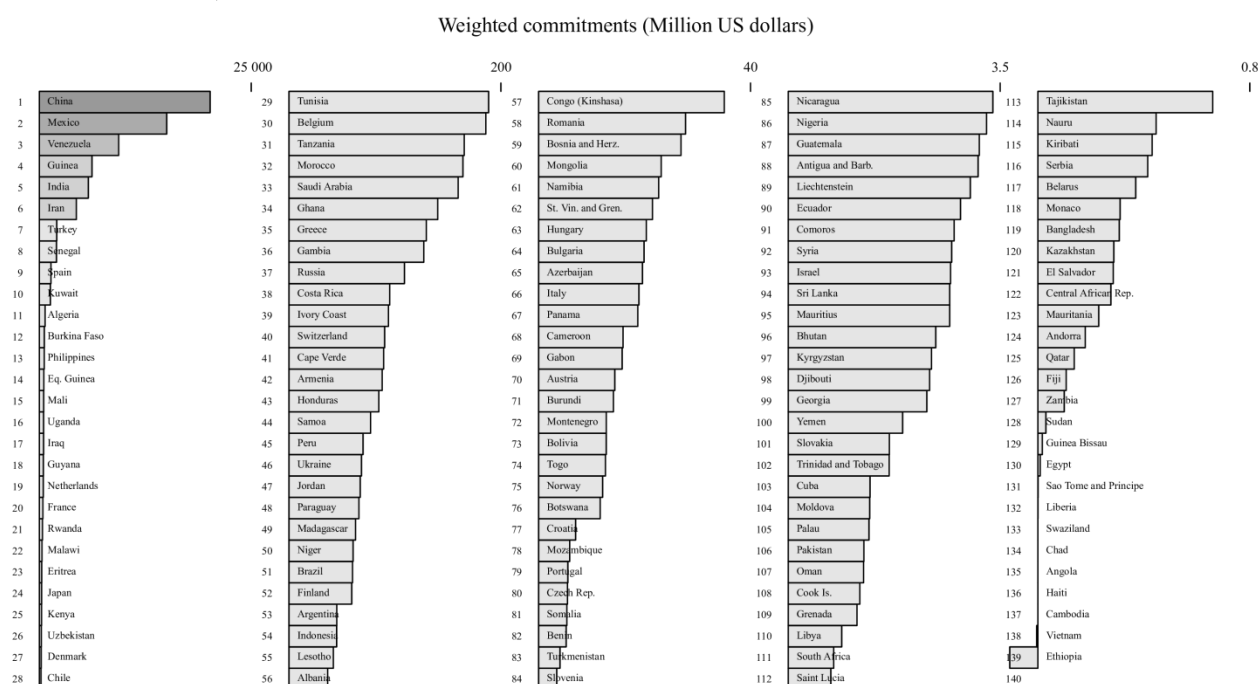 Weighted commitments (Million US dollars)
25 000
200
40
3.5
0.8
1 China
2 Mexico
3 Venezuela
4 Guinea
5 India
6 Iran
7 Turkey
8 Senegal
9 Spain
10 Kuwait
11 Algeria
12 Burkina Faso
13 Philippines
14 Eq. Guinea
15 Mali
16 Uganda
17 Iraq
18 Guyana
19 Netherlands
20 France
21 Rwanda
22 Malawi
23 Eritrea
24 Japan
25 Kenya
26 Uzbekistan
27 Denmark
28 Chile
29 Tunisia
30 Belgium
31 Tanzania
32 Morocco
33 Saudi Arabia
34 Ghana
35 Greece
36 Gambia
37 Russia
38 Costa Rica
39 Ivory Coast
40 Switzerland
41 Cape Verde
42 Armenia
43 Honduras
44 Samoa
45 Peru
46 Ukraine
47 Jordan
48 Paraguay
49 Madagascar
50 Niger
51 Brazil
52 Finland
53 Argentina
54 Indonesia
55 Lesotho
56 Albania
57 Congo (Kinshasa)
58 Romania
59 Bosnia and Herz.
60 Mongolia
61 Namibia
62 St. Vin. and Gren.
63 Hungary
64 Bulgaria
65 Azerbaijan
66 Italy
67 Panama
68 Cameroon
69 Gabon
70 Austria
71 Burundi
72 Montenegro
73 Bolivia
74 Togo
75 Norway
76 Botswana
77 Croatia
78 Mozambique
79 Portugal
80 Czech Rep.
81 Somalia
82 Benin
83 Turkmenistan
84 Slovenia
85 Nicaragua
86 Nigeria
87 Guatemala
88 Antigua and Barb.
89 Liechtenstein
90 Ecuador
91 Comoros
92 Syria
93 Israel
94 Sri Lanka
95 Mauritius
96 Bhutan
97 Kyrgyzstan
98 Djibouti
99 Georgia
100 Yemen
101 Slovakia
102 Trinidad and Tobago
103 Cuba
104 Moldova
105 Palau
106 Pakistan
107 Oman
108 Cook Is.
109 Grenada
110 Libya
111 South Africa
112 Saint Lucia
113 Tajikistan
114 Nauru
115 Kiribati
116 Serbia
117 Belarus
118 Monaco
119 Bangladesh
120 Kazakhstan
121 El Salvador
122 Central African Rep.
123 Mauritania
124 Andorra
125 Qatar
126 Fiji
127 Zambia
128 Sudan
129 Guinea Bissau
130 Egypt
131 Sao Tome and Principe
132 Liberia
133 Swaziland
134 Chad
135 Angola
136 Haiti
137 Cambodia
138 Vietnam
139 Ethiopia
140